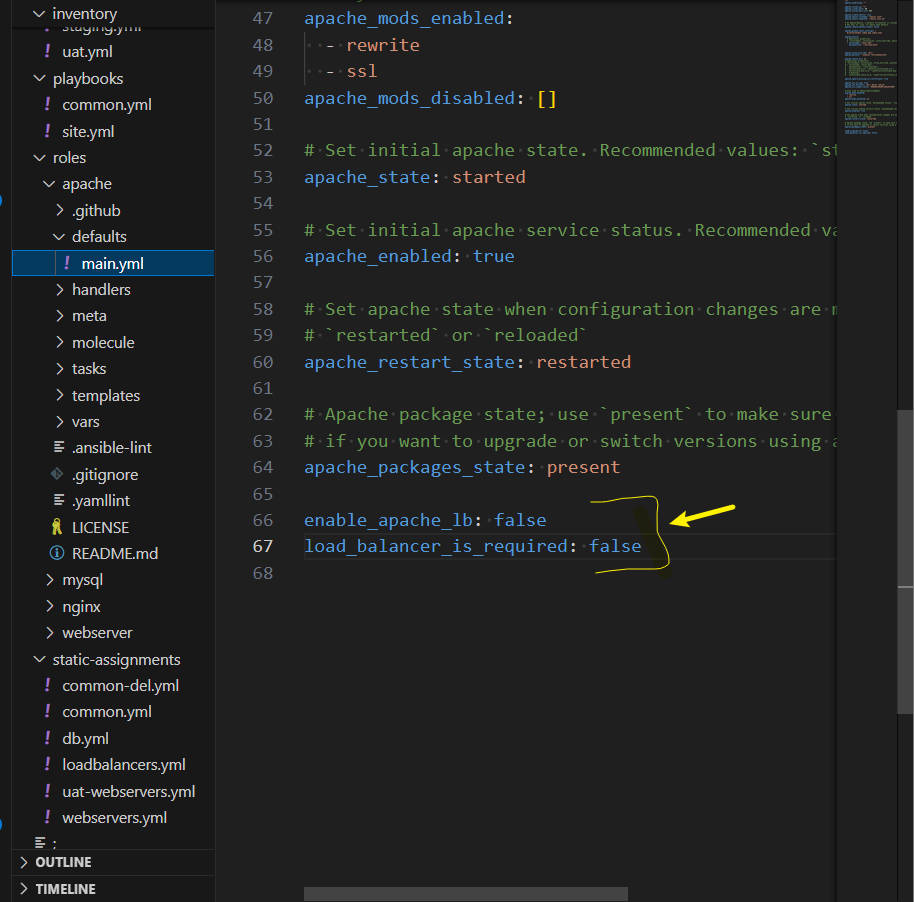 inventory
staging.yml
! uat.yml
playbooks
! common.yml
! site.yml
roles
apache
.github
defaults
! main.yml
handlers
meta
molecule
tasks
templates
vars
.ansible-lint
.gitignore
.yamllint
LICENSE
README.md
mysql
nginx
webserver
static-assignments
! common-del.yml
! common.yml
! db.yml
! loadbalancers.yml
! uat-webservers.yml
! webservers.yml
;
OUTLINE
TIMELINE
47 apache_mods_enabled:
48 - rewrite
49 - ssl
50 apache_mods_disabled: []
51
52 # Set initial apache state. Recommended values: `st
53 apache_state: started
54
55 # Set initial apache service status. Recommended va
56 apache_enabled: true
57
58 # Set apache state when configuration changes are m
59 # `restarted` or `reloaded`
60 apache_restart_state: restarted
61
62 # Apache package state; use `present` to make sure
63 # if you want to upgrade or switch versions using a
64 apache_packages_state: present
65
66 enable_apache_lb: false
67 load_balancer_is_required: false
68